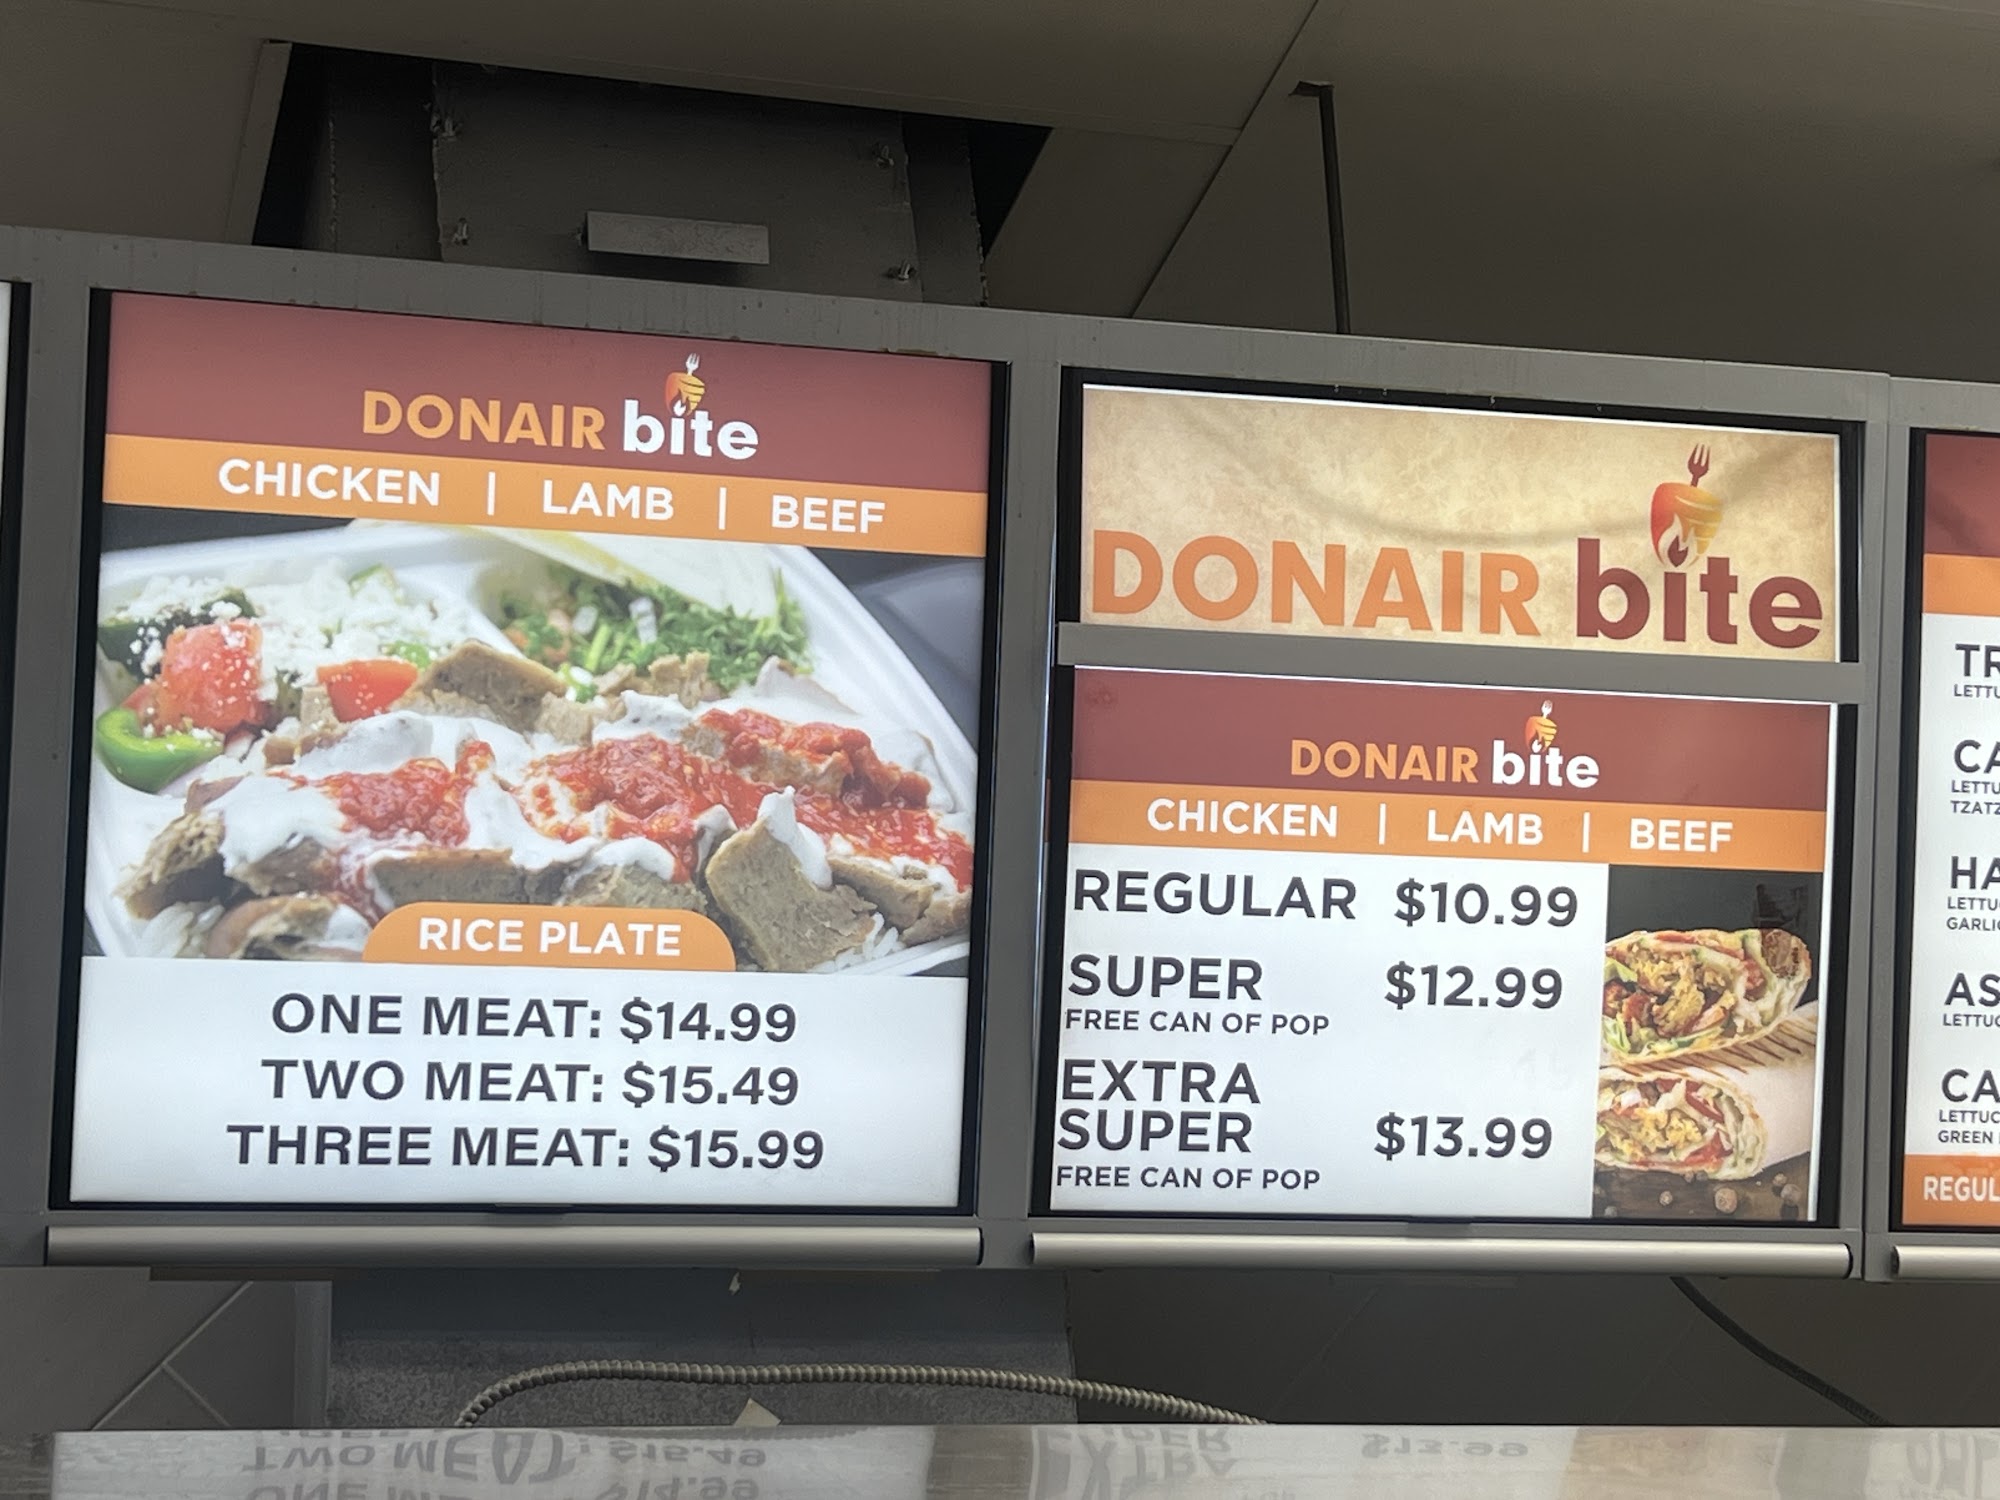 DONAIR bite
CHICKEN | LAMB | BEEF
RICE PLATE
ONE MEAT: $14.99
TWO MEAT: $15.49
THREE MEAT: $15.99
DONAIR bite
DONAIR bite
CHICKEN | LAMB | BEEF
REGULAR $10.99
SUPER $12.99
FREE CAN OF POP
EXTRA
SUPER $13.99
FREE CAN OF POP
GREEN